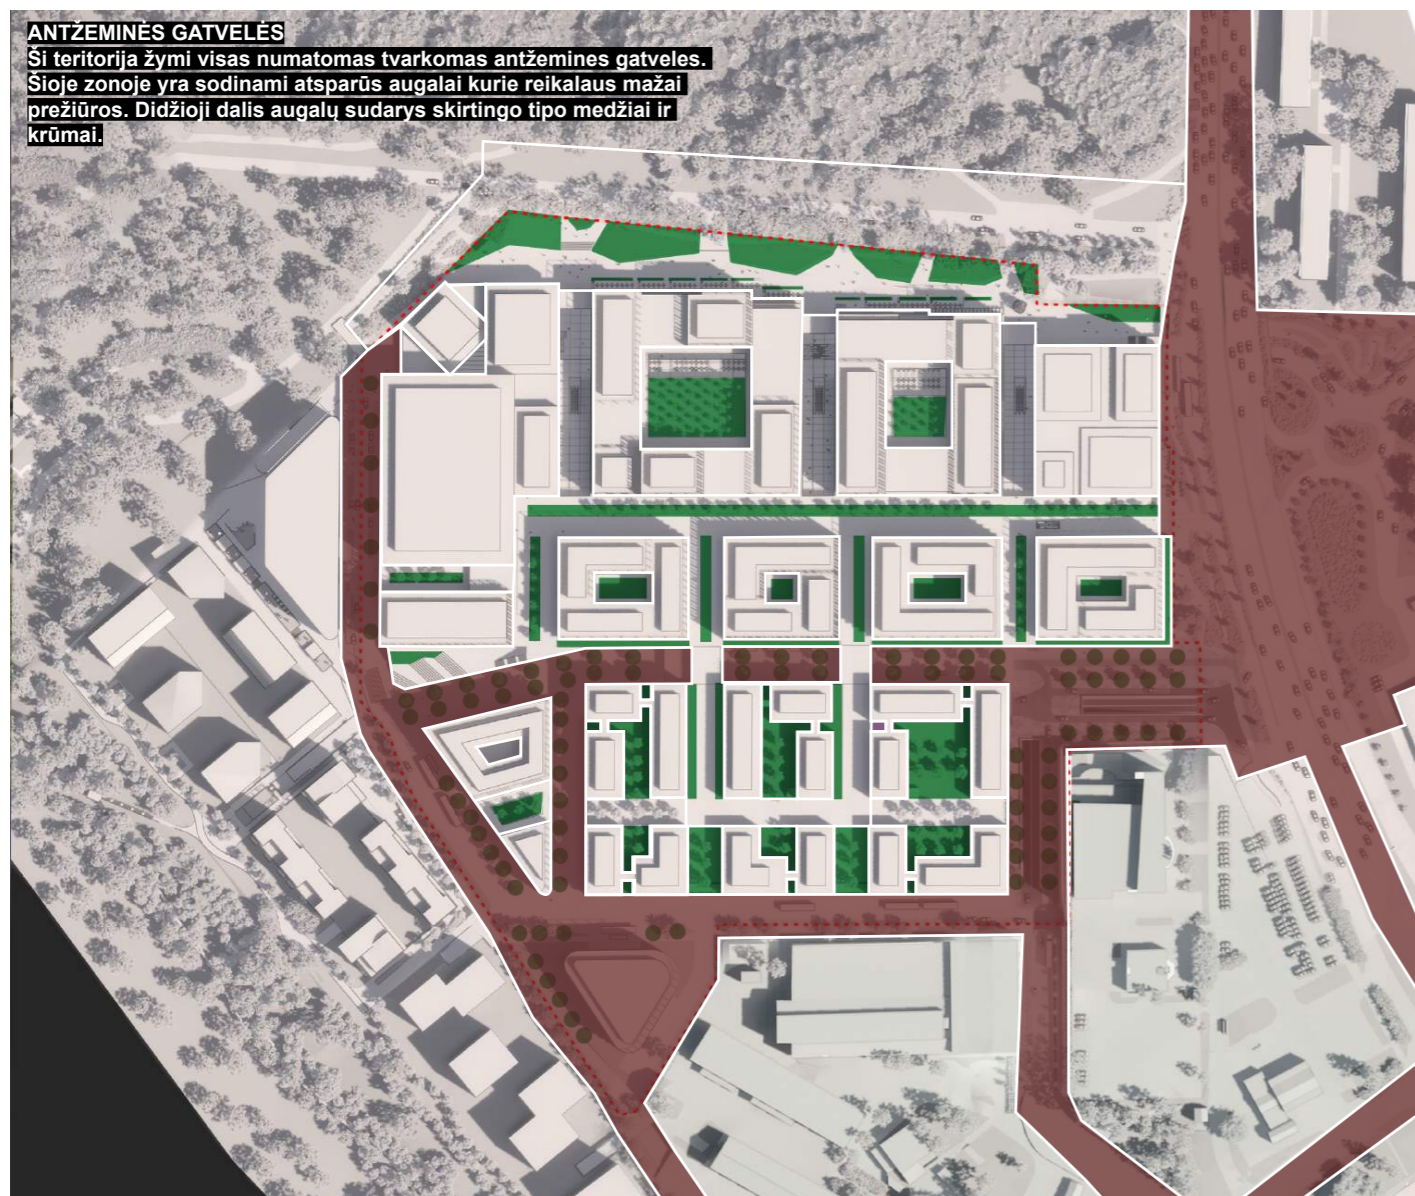 ANTŽEMINĖS GATVELĖS
Ši teritorija žymi visas numatomas tvarkomas antžemines gatveles.
Šioje zonoje yra sodinami atsparūs augalai kurie reikalaus mažai
prežiūros. Didžioji dalis augalų sudarys skirtingo tipo medžiai ir
krūmai.